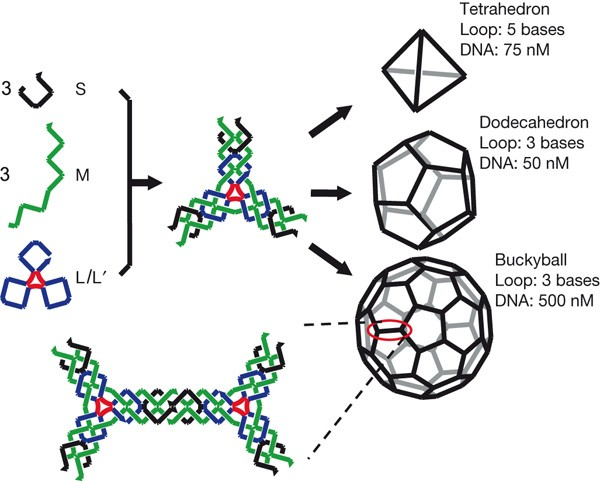 3 S
3 M
L/L′
Tetrahedron
Loop: 5 bases
DNA: 75 nM
Dodecahedron
Loop: 3 bases
DNA: 50 nM
Buckyball
Loop: 3 bases
DNA: 500 nM